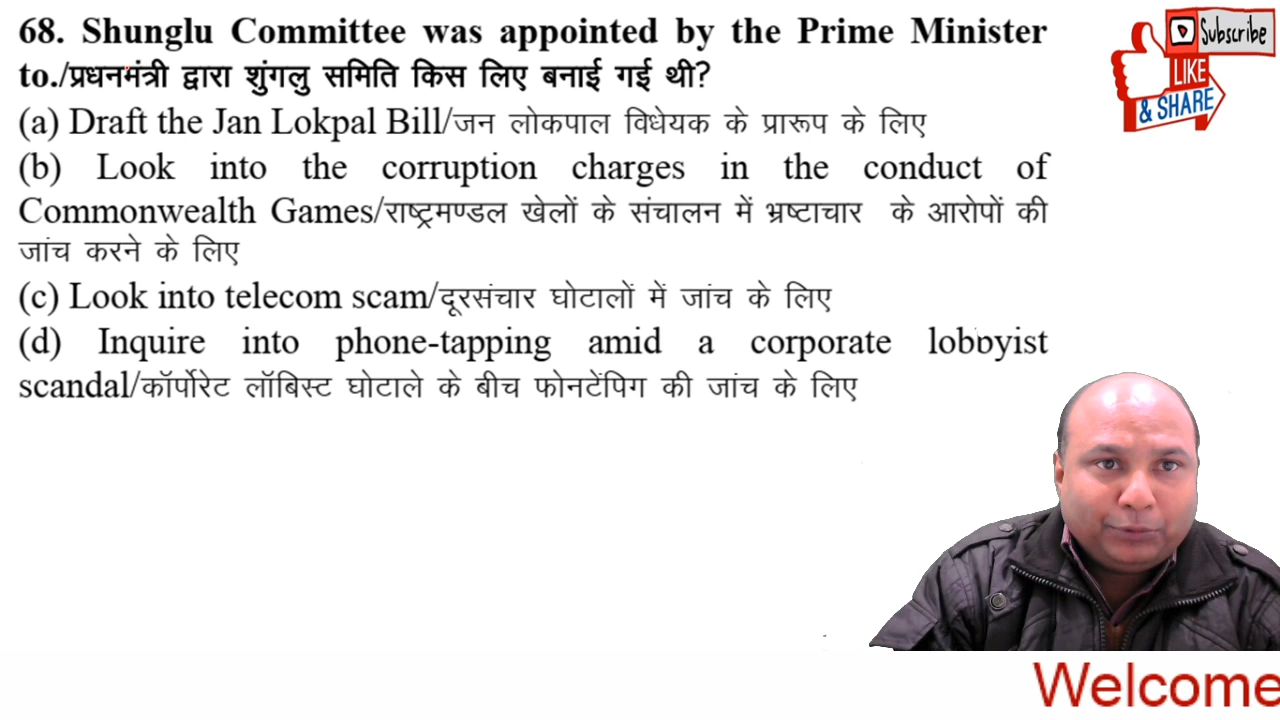 68. Shunglu Committee was appointed by the Prime Minister
to./प्रधनमंत्री द्वारा शुंगलु समिति किस लिए बनाई गई थी?
(a) Draft the Jan Lokpal Bill/जन लोकपाल विधेयक के प्रारूप के लिए
(b) Look into the corruption charges in the conduct of
Commonwealth Games/राष्ट्रमण्डल खेलों के संचालन में भ्रष्टाचार के आरोपों की
जांच करने के लिए
(c) Look into telecom scam/दूरसंचार घोटालों में जांच के लिए
(d) Inquire into phone-tapping amid a corporate lobbyist
scandal/कॉर्पोरेट लॉबिस्ट घोटाले के बीच फोनटेंपिग की जांच के लिए
Subscribe
LIKE
& SHARE
Welcome